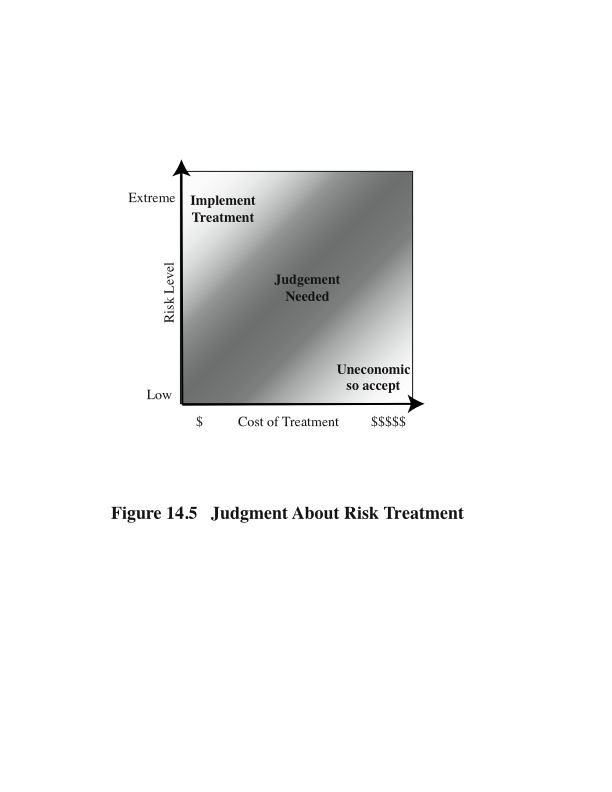 Extreme
Implement
Treatment
Risk Level
Judgement
Needed
Uneconomic
so accept
Low
$ Cost of Treatment $$$$$
Figure 14.5 Judgment About Risk Treatment